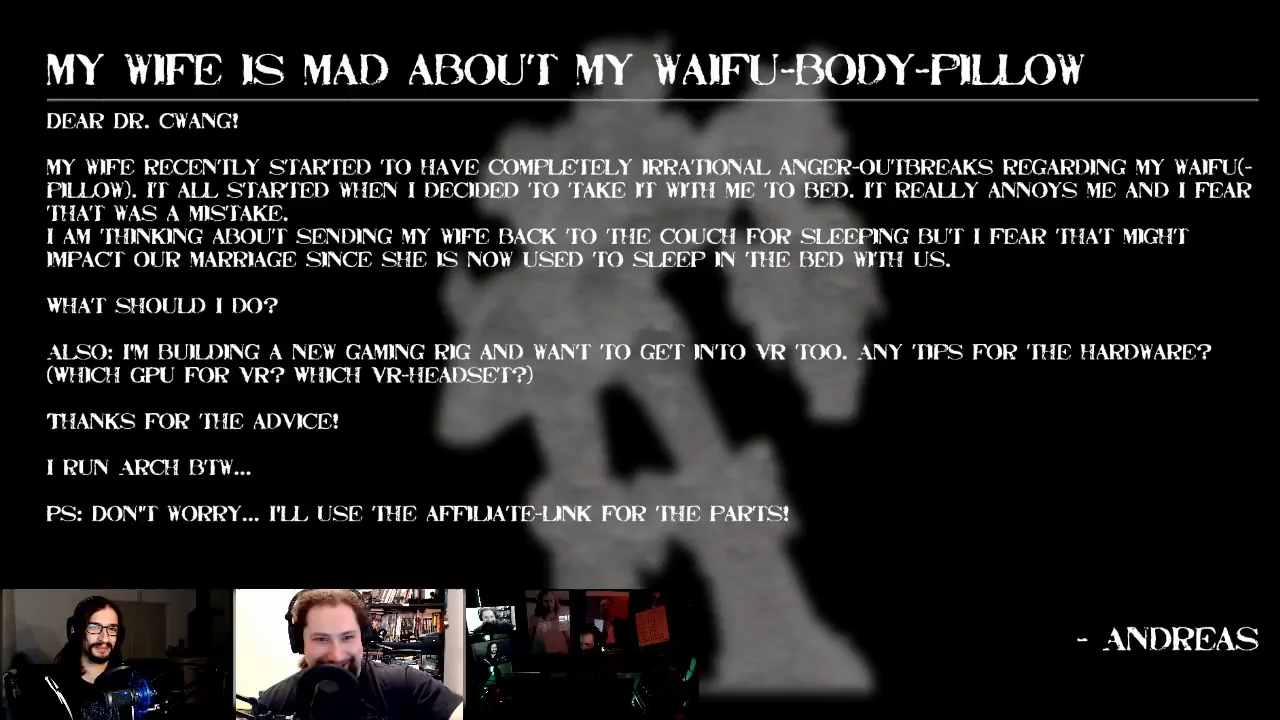 MY WIFE IS MAD ABOUT MY WAIFU-BODY-PILLOW
DEAR DR. CWANG!
MY WIFE RECENTLY STARTED TO HAVE COMPLETELY IRRATIONAL ANGER-OUTBREAKS REGARDING MY WAIFU(-
PILLOW). IT ALL STARTED WHEN I DECIDED TO TAKE IT WITH ME TO BED. IT REALLY ANNOYS ME AND I FEAR
THAT WAS A MISTAKE.
I AM THINKING ABOUT SENDING MY WIFE BACK TO THE COUCH FOR SLEEPING BUT I FEAR THAT MIGHT
IMPACT OUR MARRIAGE SINCE SHE IS NOW USED TO SLEEP IN THE BED WITH US.
WHAT SHOULD I DO?
ALSO: I'M BUILDING A NEW GAMING RIG AND WANT TO GET INTO VR TOO. ANY TIPS FOR THE HARDWARE?
(WHICH GPU FOR VR? WHICH VR-HEADSET?)
THANKS FOR THE ADVICE!
I RUN ARCH BTW...
PS: DON'T WORRY... I'LL USE THE AFFILIATE-LINK FOR THE PARTS!
- ANDREAS